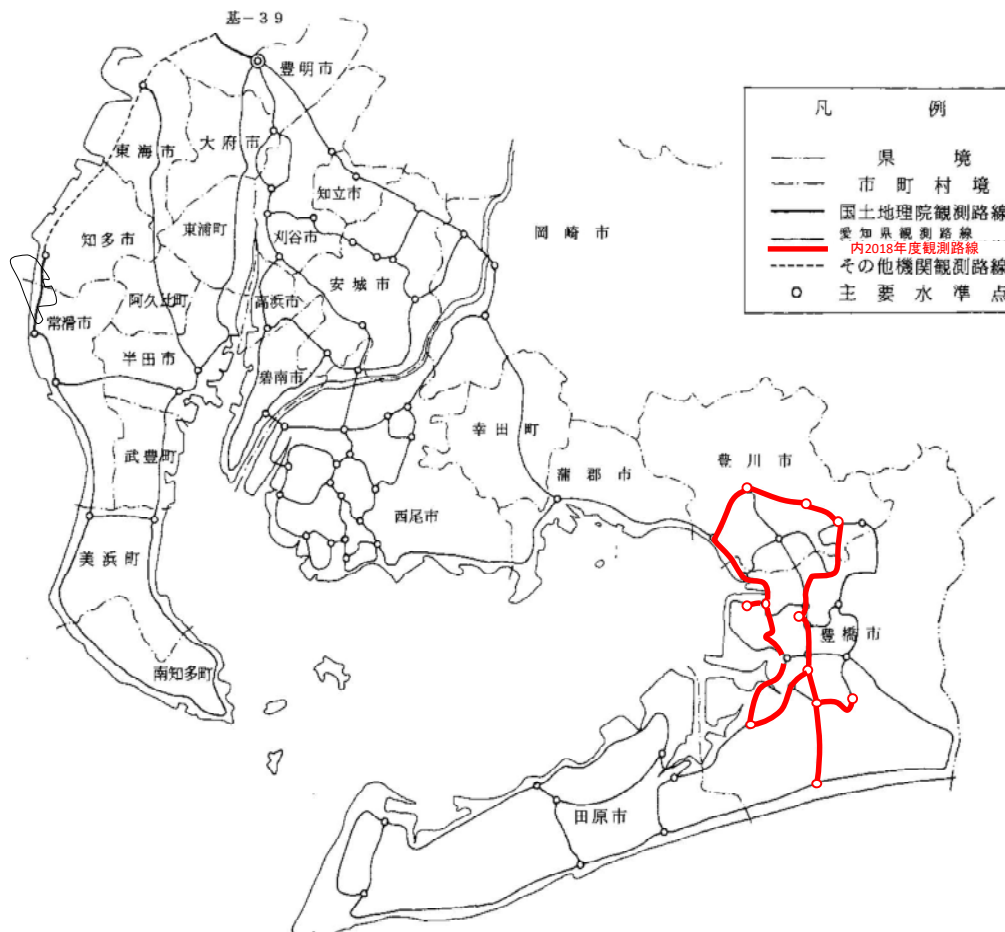 基－39
豊明市
凡 例
県 境
市町村境
国土地理院観測路線
愛知県観測路線
内2018年度観測路線
その他機関観測路線
主要水準点
東海市
大府市
知立市
知多市
東浦町
刈谷市
岡崎市
安城市
阿久比町
高浜市
常滑市
半田市
碧南市
幸田町
武豊町
蒲郡市
豊川市
西尾市
美浜町
豊橋市
南知多町
田原市